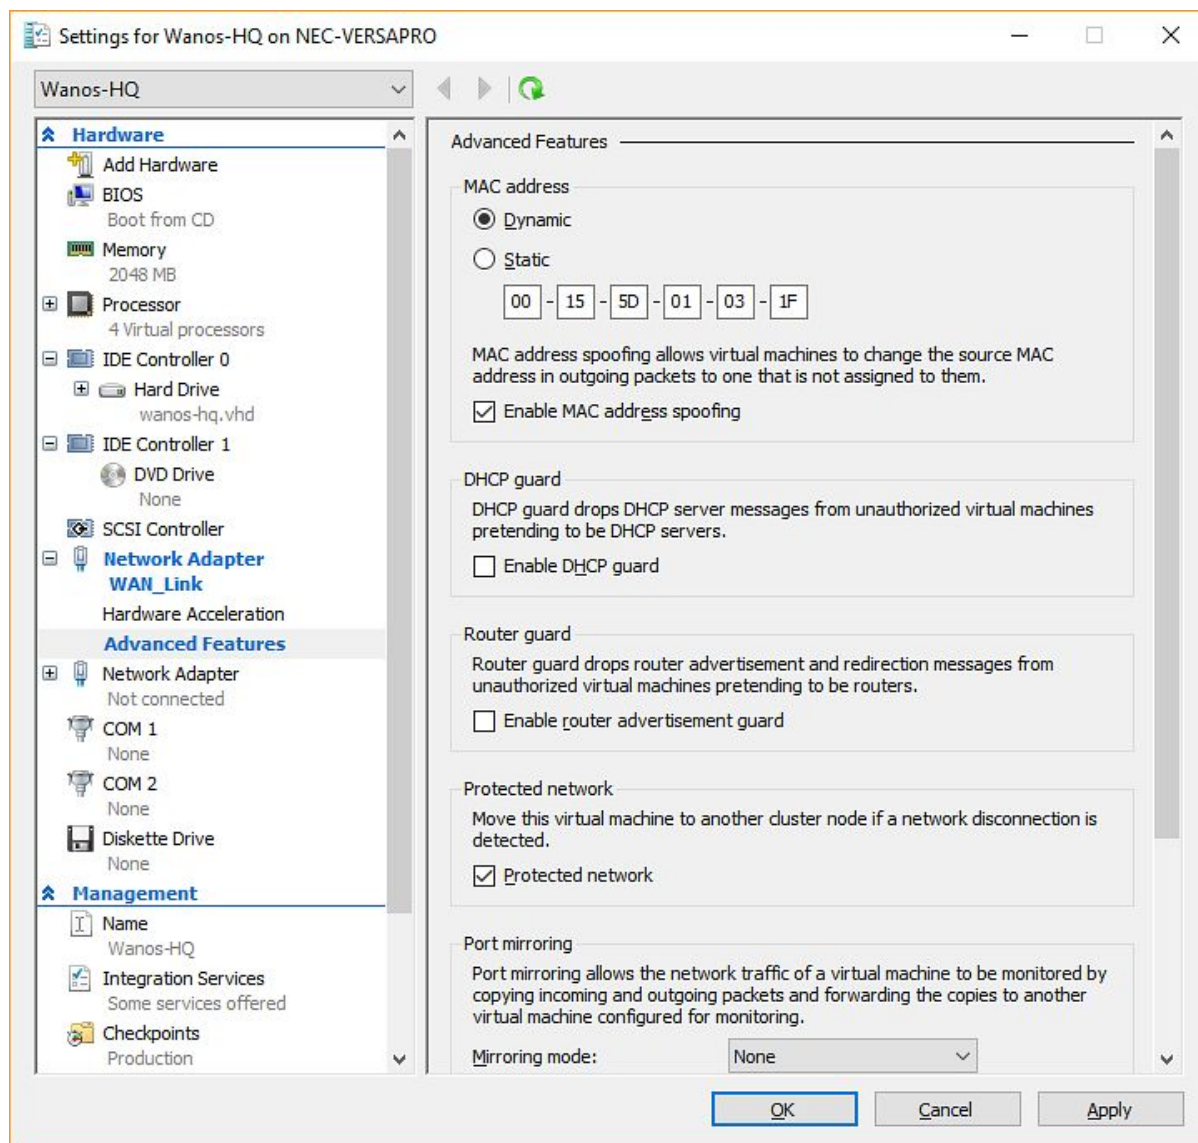 Settings for Wanos-HQ on NEC-VERSAPRO
Wanos-HQ
Hardware
Add Hardware
BIOS
Boot from CD
Memory
2048 MB
Processor
4 Virtual processors
IDE Controller 0
Hard Drive
wanos-hq.vhd
IDE Controller 1
DVD Drive
None
SCSI Controller
Network Adapter
WAN_Link
Hardware Acceleration
Advanced Features
Network Adapter
Not connected
COM 1
None
COM 2
None
Diskette Drive
None
Management
Name
Wanos-HQ
Integration Services
Some services offered
Checkpoints
Production
Advanced Features
MAC address
Dynamic
Static
00 - 15 - 5D - 01 - 03 - 1F
MAC address spoofing allows virtual machines to change the source MAC
address in outgoing packets to one that is not assigned to them.
Enable MAC address spoofing
DHCP guard
DHCP guard drops DHCP server messages from unauthorized virtual machines
pretending to be DHCP servers.
Enable DHCP guard
Router guard
Router guard drops router advertisement and redirection messages from
unauthorized virtual machines pretending to be routers.
Enable router advertisement guard
Protected network
Move this virtual machine to another cluster node if a network disconnection is
detected.
Protected network
Port mirroring
Port mirroring allows the network traffic of a virtual machine to be monitored by
copying incoming and outgoing packets and forwarding the copies to another
virtual machine configured for monitoring.
Mirroring mode: None
OK Cancel Apply